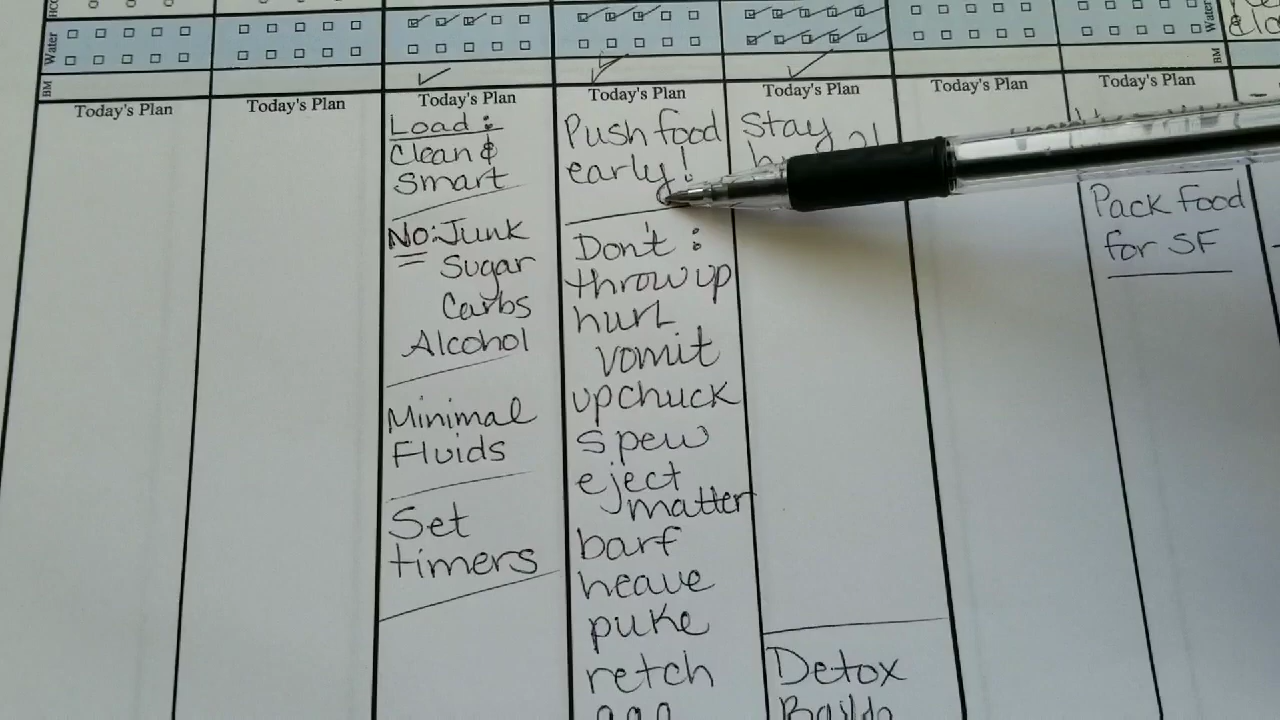 Water
Water
BM
BM
Today's Plan
Today's Plan
Today's Plan
Load:
Clean &
Smart
No: Junk
Sugar
Carbs
Alcohol
Minimal
Fluids
Set
timers
Today's Plan
Push food
early!
Don't:
throw up
hurl
vomit
upchuck
spew
eject
matter
barf
heave
puke
retch
Today's Plan
Stay
Detox
Today's Plan
Today's Plan
Pack Food
for SF